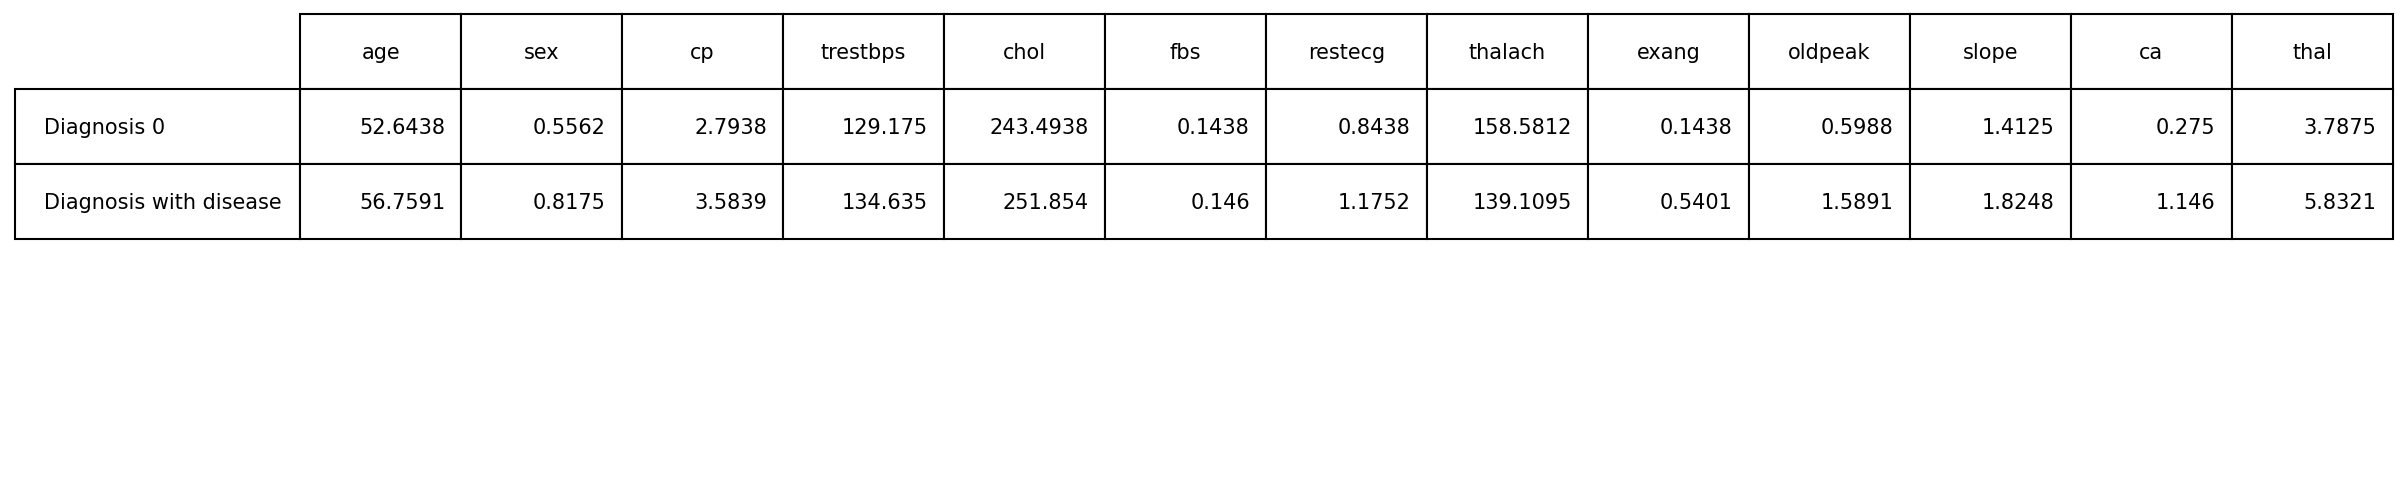 age sex cp trestbps chol fbs restecg thalach exang oldpeak slope ca thal
Diagnosis 0 52.6438 0.5562 2.7938 129.175 243.4938 0.1438 0.8438 158.5812 0.1438 0.5988 1.4125 0.275 3.7875
Diagnosis with disease 56.7591 0.8175 3.5839 134.635 251.854 0.146 1.1752 139.1095 0.5401 1.5891 1.8248 1.146 5.8321